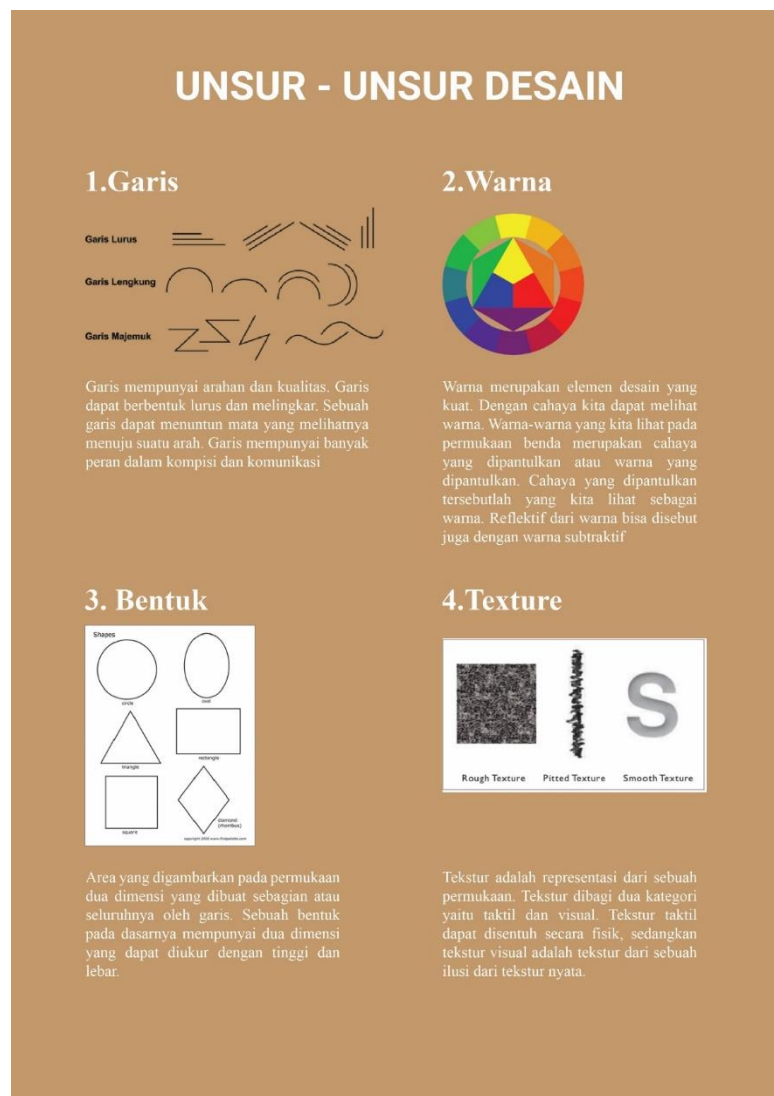 UNSUR - UNSUR DESAIN
1.Garis
Garis Lurus
Garis Lengkung
Garis Majemuk
Garis mempunyai arahan dan kualitas. Garis
dapat berbentuk lurus dan melingkar. Sebuah
garis dapat menuntun mata yang melihatnya
menuju suatu arah. Garis mempunyai banyak
peran dalam kompisi dan komunikasi
2.Warna
Warna merupakan elemen desain yang
kuat. Dengan cahaya kita dapat melihat
warna. Warna-warna yang kita lihat pada
permukaan benda merupakan cahaya
yang dipantulkan atau warna yang
dipantulkan. Cahaya yang dipantulkan
tersebutlah yang kita lihat sebagai
warna. Reflektif dari warna bisa disebut
juga dengan warna subtraktif
3. Bentuk
Shapes
circle
oval
triangle
rectangle
square
diamond
(rhombus)
Area yang digambarkan pada permukaan
dua dimensi yang dibuat sebagian atau
seluruhnya oleh garis. Sebuah bentuk
pada dasarnya mempunyai dua dimensi
yang dapat diukur dengan tinggi dan
lebar.
4.Texture
S
Rough Texture Pitted Texture Smooth Texture
Tekstur adalah representasi dari sebuah
permukaan. Tekstur dibagi dua kategori
yaitu taktil dan visual. Tekstur taktil
dapat disentuh secara fisik, sedangkan
tekstur visual adalah tekstur dari sebuah
ilusi dari tekstur nyata.